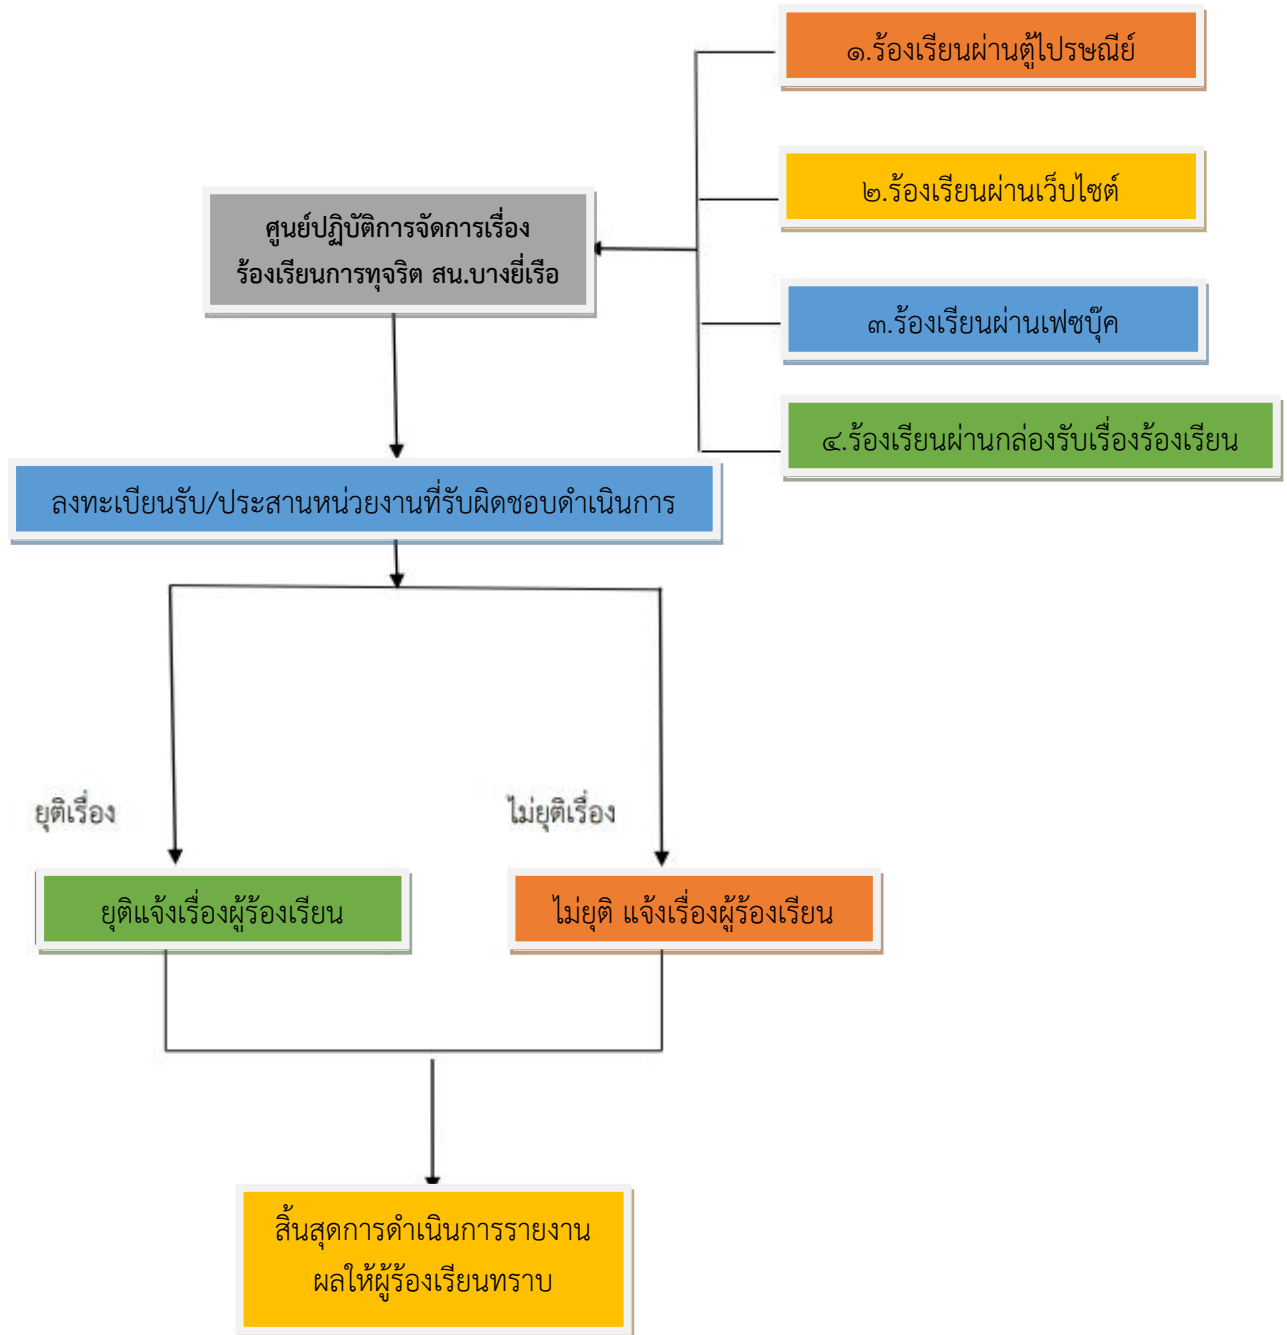 ๑.ร้องเรียนผ่านตู้ไปรษณีย์
๒.ร้องเรียนผ่านเว็บไซต์
ศูนย์ปฏิบัติการจัดการเรื่อง
ร้องเรียนการทุจริต สน.บางยี่เรือ
๓.ร้องเรียนผ่านเฟซบุ๊ค
๔.ร้องเรียนผ่านกล่องรับเรื่องร้องเรียน
ลงทะเบียนรับ/ประสานหน่วยงานที่รับผิดชอบดำเนินการ
ยุติเรื่อง
ไม่ยุติเรื่อง
ยุติแจ้งเรื่องผู้ร้องเรียน
ไม่ยุติ แจ้งเรื่องผู้ร้องเรียน
สิ้นสุดการดำเนินการรายงาน
ผลให้ผู้ร้องเรียนทราบ